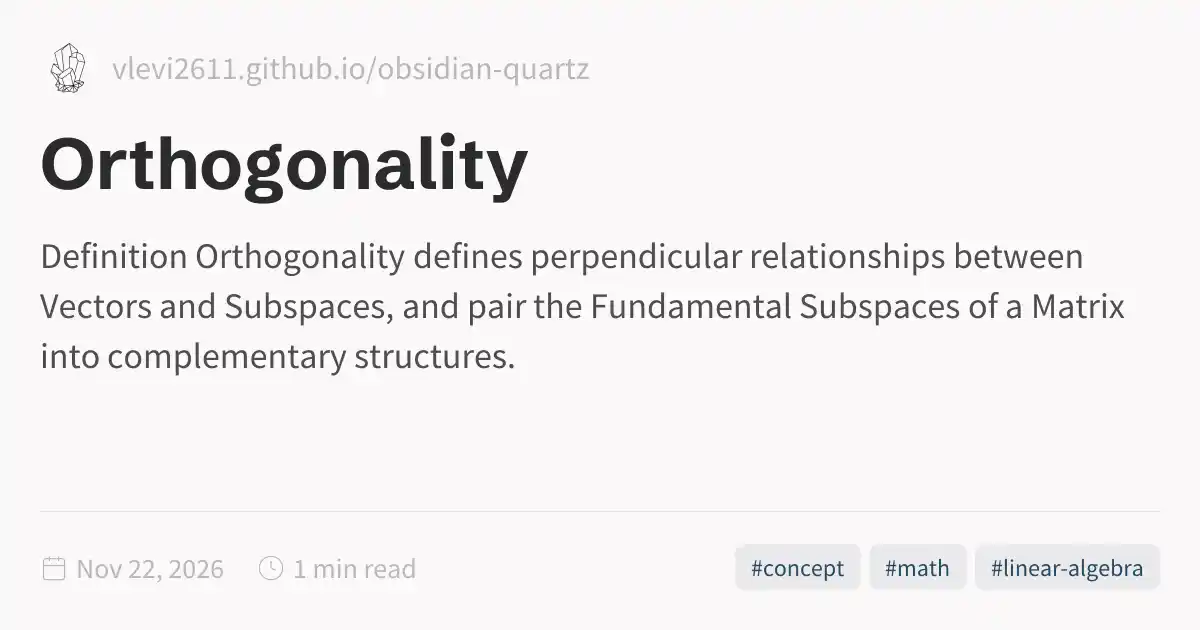 vlevi2611.github.io/obsidian-quartz
Orthogonality
Definition Orthogonality defines perpendicular relationships between
Vectors and Subspaces, and pair the Fundamental Subspaces of a Matrix
into complementary structures.
Nov 22, 2026 1 min read #concept #math #linear-algebra